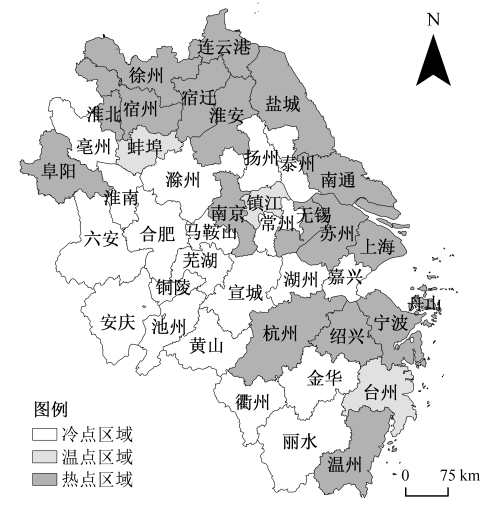 N
连云港
徐州
宿迁
淮北
宿州
淮安
盐城
亳州
蚌埠
扬州
泰州
阜阳
滁州
南通
淮南
镇江
南京
无锡
常州
六安
合肥
马鞍山
苏州
上海
芜湖
铜陵
宣城
湖州
嘉兴
舟山
安庆
池州
杭州
绍兴
宁波
黄山
金华
台州
衢州
丽水
温州
图例
冷点区域
温点区域
热点区域
0 75 km